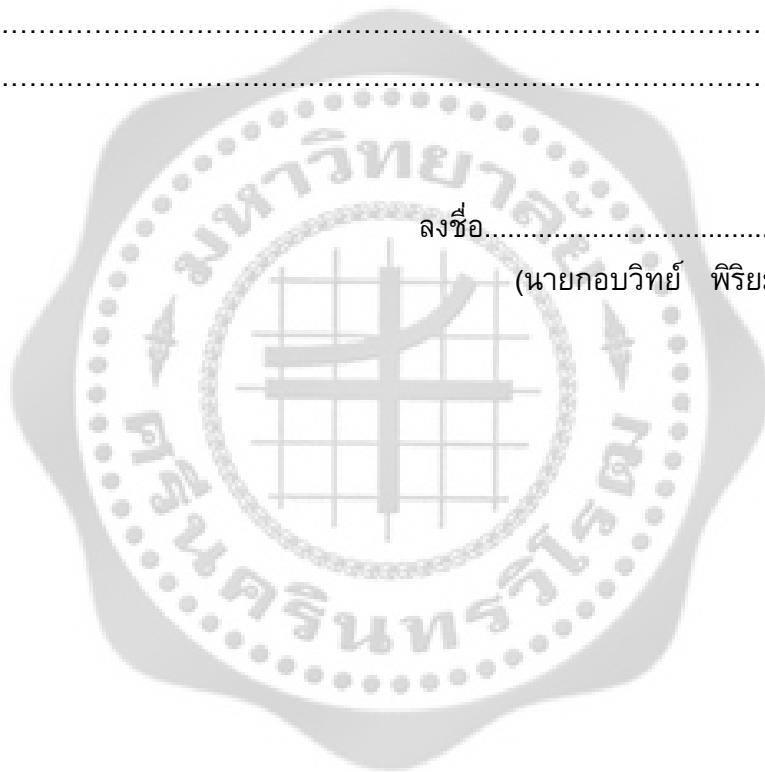 ................................................................................
................................................................................
มหาวิทยาลัย
ลงชื่อ....................................
(นายกอบวิทย์ พิริยะ
ศรีนครินทรวิโรฒ